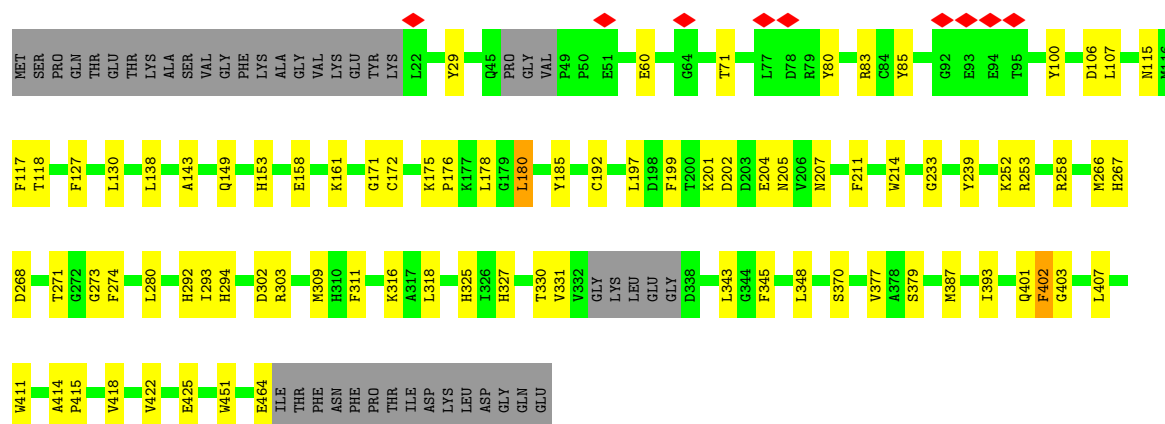 MET SER PRO GLN THR GLU THR LYS ALA SER VAL GLY PHE LYS ALA GLY VAL LYS GLU TYR LYS L22 Y29 Q45 PRO GLY VAL P49 P50 E51 E60 G64 T71 L77 D78 R79 Y80 R83 C84 Y85 G92 E93 E94 T95 Y100 D106 L107 N115 M116
F117 T118 F127 L130 L138 A143 Q149 H153 E158 K161 G171 C172 K175 P176 K177 L178 G179 L180 Y185 C192 L197 D198 F199 T200 K201 D202 D203 E204 N205 V206 N207 F211 W214 G233 Y239 K252 R253 R258 M266 H267
D268 T271 G272 G273 F274 L280 H292 I293 H294 D302 R303 M309 H310 F311 K316 A317 L318 H325 I326 H327 T330 V331 V332 GLY LYS LEU GLU GLY D338 L343 G344 F345 L348 S370 V377 A378 S379 M387 I393 Q401 F402 G403 L407
W411 A414 P415 V418 V422 E425 W451 E464 ILE THR PHE ASN PHE PRO THR ILE ASP LYS LEU ASP GLY GLN GLU